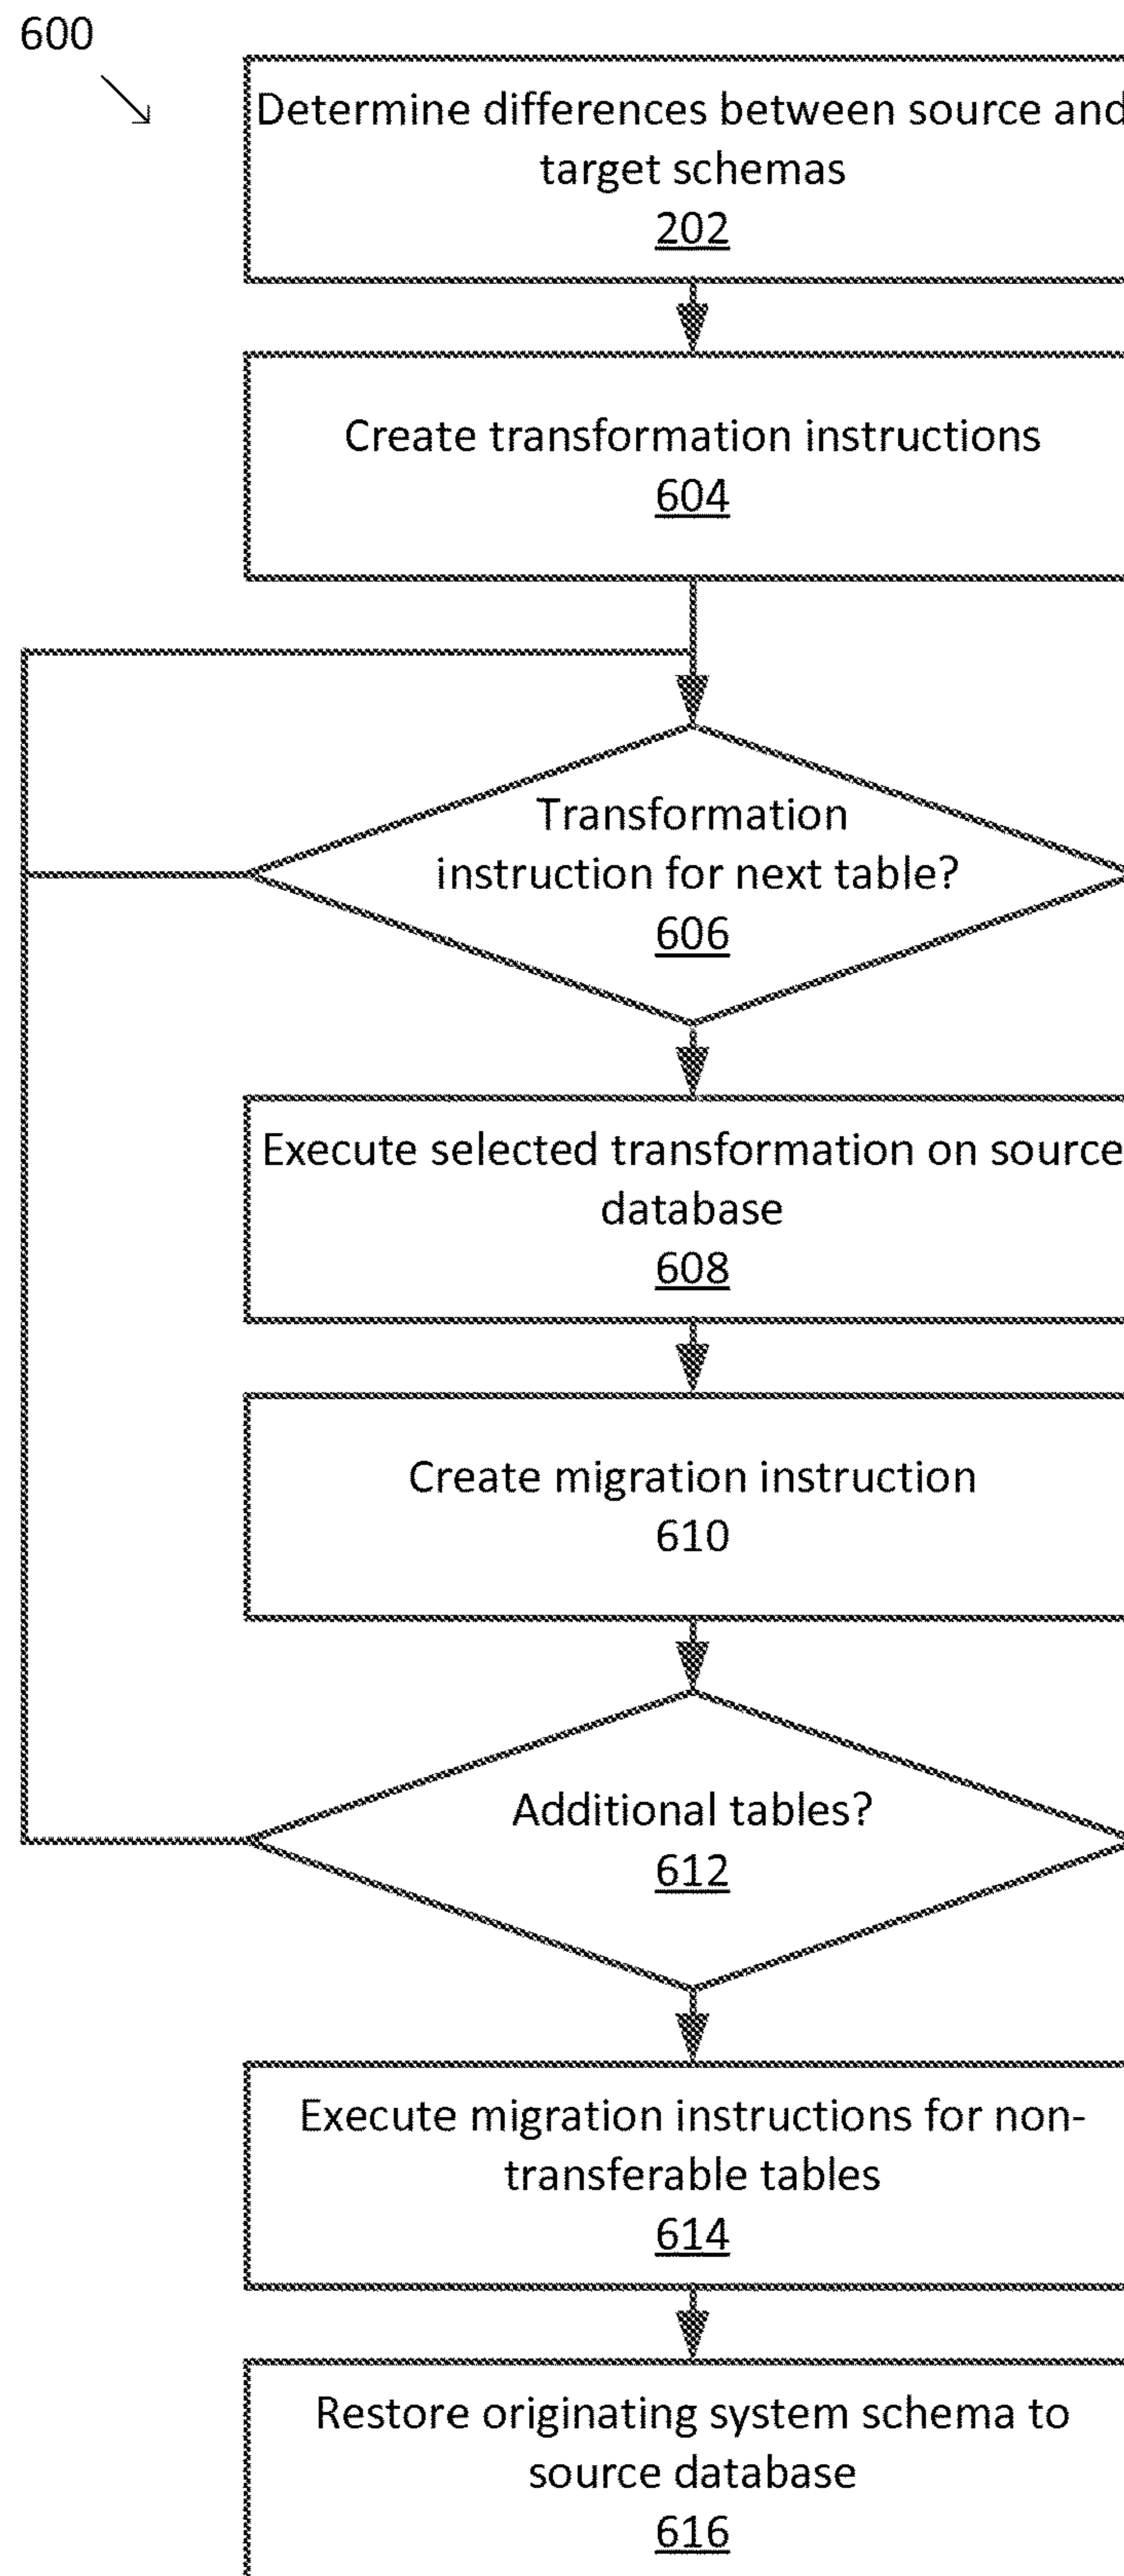 600
Determine differences between source and
target schemas
202
Create transformation instructions
604
Transformation
instruction for next table?
606
Execute selected transformation on source
database
608
Create migration instruction
610
Additional tables?
612
Execute migration instructions for non-
transferable tables
614
Restore originating system schema to
source database
616